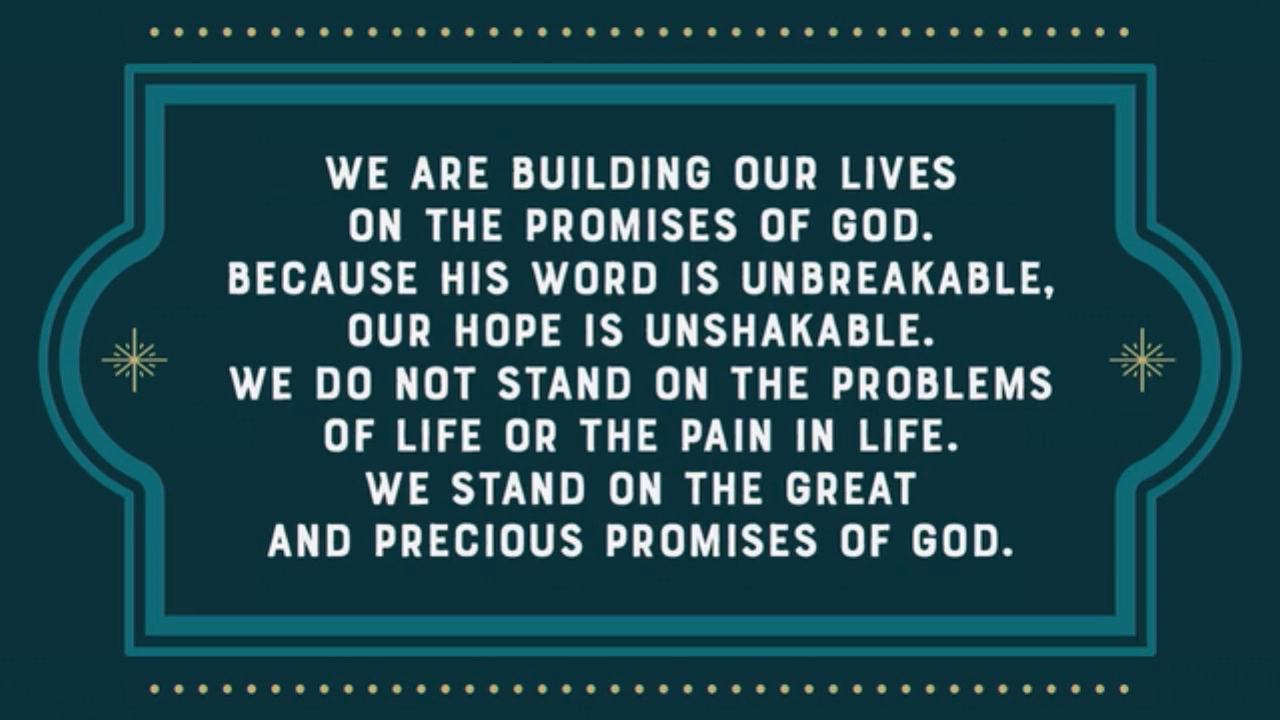 WE ARE BUILDING OUR LIVES
ON THE PROMISES OF GOD.
BECAUSE HIS WORD IS UNBREAKABLE,
OUR HOPE IS UNSHAKABLE.
WE DO NOT STAND ON THE PROBLEMS
OF LIFE OR THE PAIN IN LIFE.
WE STAND ON THE GREAT
AND PRECIOUS PROMISES OF GOD.